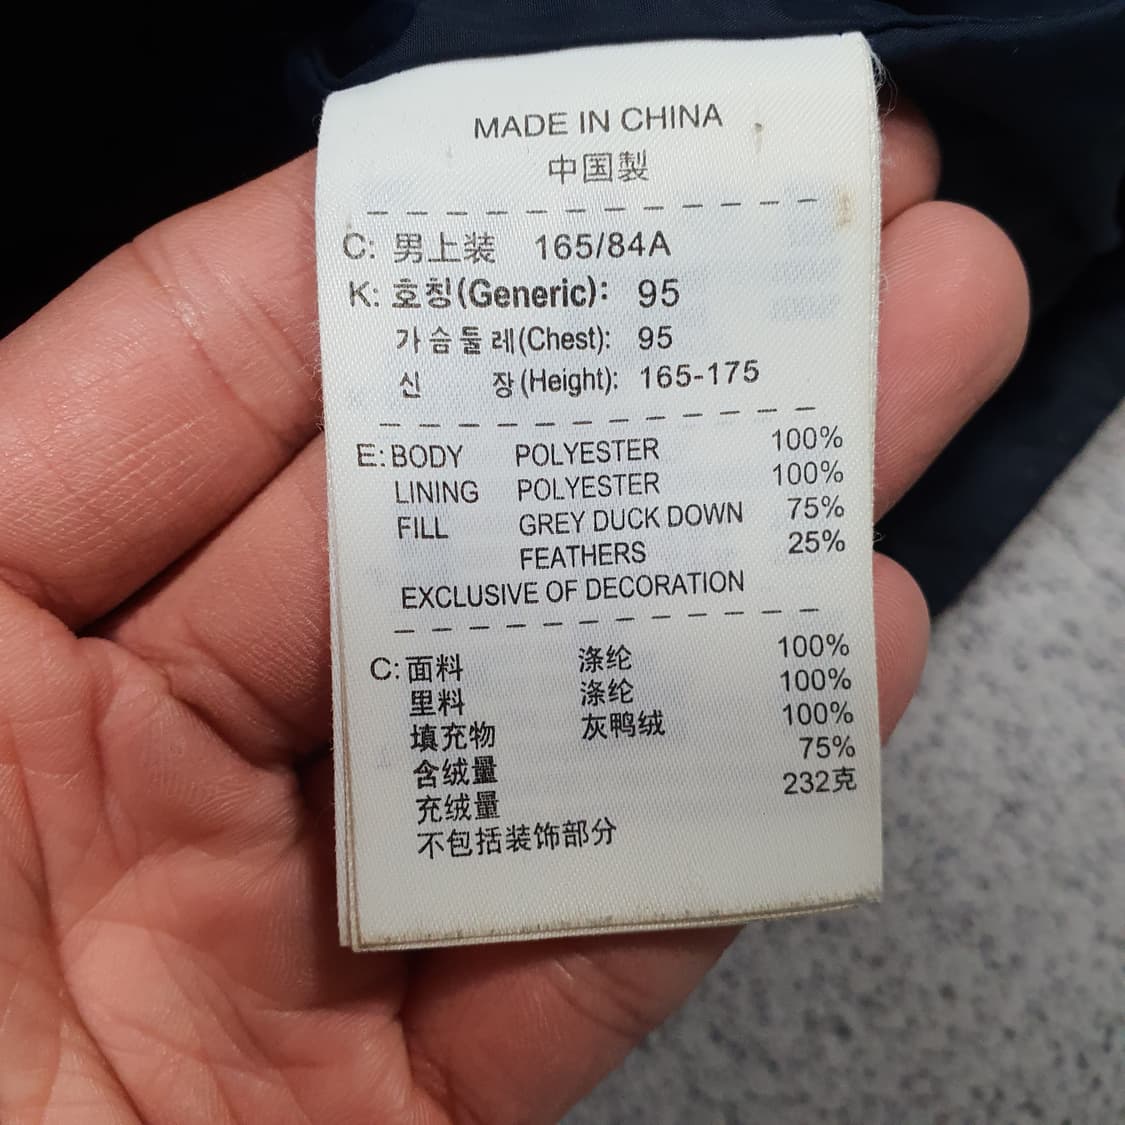 MADE IN CHINA
中国製
C: 男上装 165/84A
K: 호칭(Generic): 95
가슴둘레(Chest): 95
신 장(Height): 165-175
E: BODY POLYESTER 100%
LINING POLYESTER 100%
FILL GREY DUCK DOWN 75%
FEATHERS 25%
EXCLUSIVE OF DECORATION
C: 面料 涤纶 100%
里料 涤纶 100%
填充物 灰鸭绒 100%
含绒量 75%
充绒量 232克
不包括装饰部分